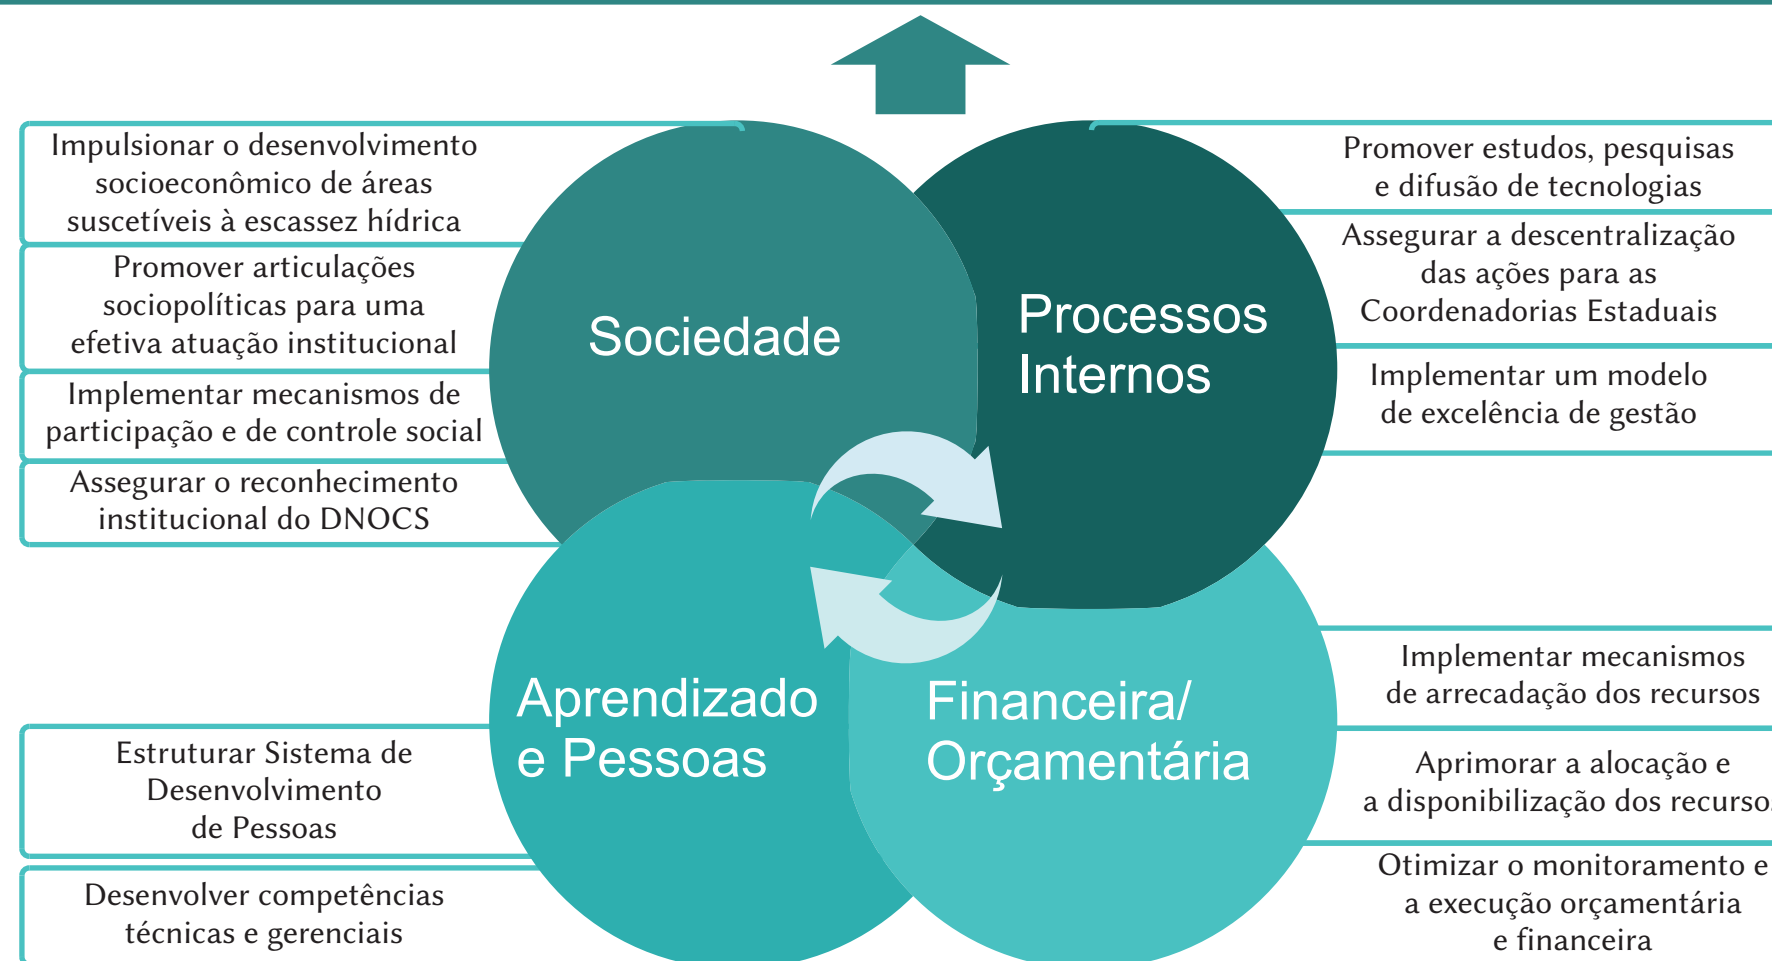 Impulsionar o desenvolvimento
socioeconômico de áreas
suscetíveis à escassez hídrica
Promover articulações
sociopolíticas para uma
efetiva atuação institucional
Implementar mecanismos de
participação e de controle social
Assegurar o reconhecimento
institucional do DNOCS
Sociedade
Processos
Internos
Promover estudos, pesquisas
e difusão de tecnologias
Assegurar a descentralização
das ações para as
Coordenadorias Estaduais
Implementar um modelo
de excelência de gestão
Aprendizado
e Pessoas
Estruturar Sistema de
Desenvolvimento
de Pessoas
Desenvolver competências
técnicas e gerenciais
Financeira/
Orçamentária
Implementar mecanismos
de arrecadação dos recursos
Aprimorar a alocação e
a disponibilização dos recursos
Otimizar o monitoramento e
a execução orçamentária
e financeira